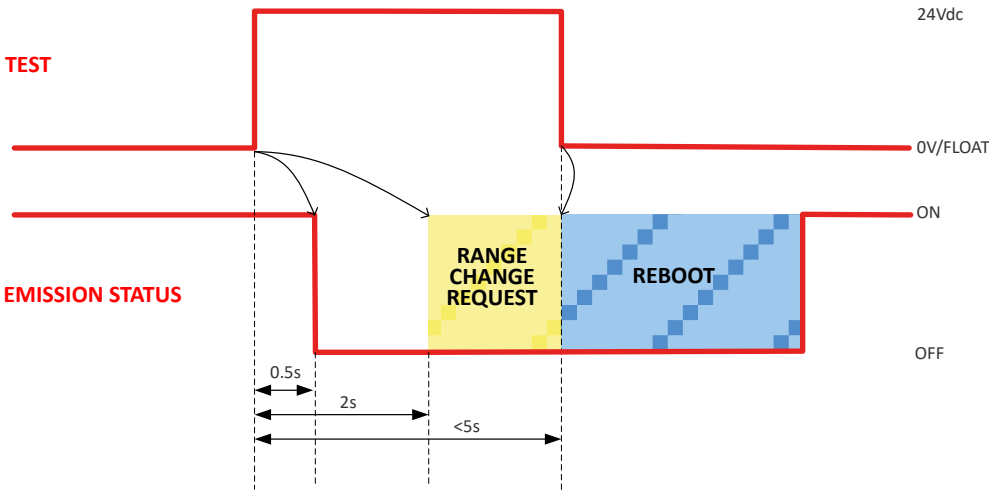 24Vdc
TEST
0V/FLOAT
ON
RANGE
CHANGE
REQUEST
REBOOT
EMISSION STATUS
OFF
0.5s
2s
<5s